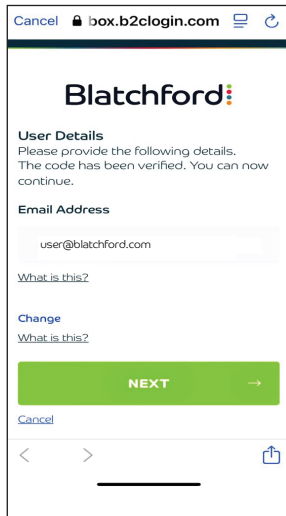 Cancel box.b2clogin.com
Blatchford
User Details
Please provide the following details.
The code has been verified. You can now
continue.
Email Address
user@blatchford.com
What is this?
Change
What is this?
NEXT →
Cancel